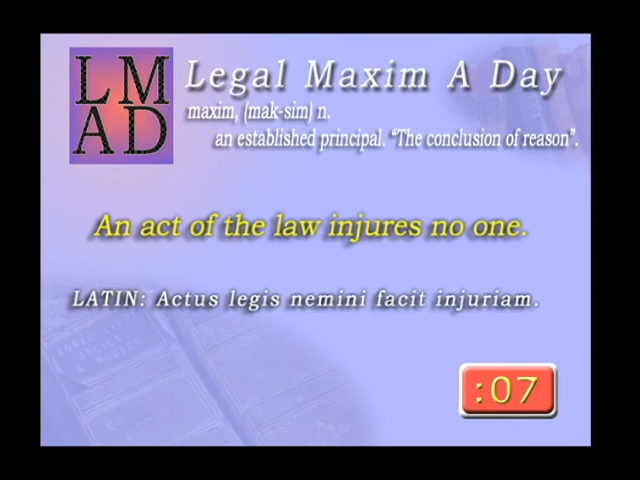 LM
AD
Legal Maxim A Day
maxim, (mak-sim) n.
an established principal. “The conclusion of reason”.
An act of the law injures no one.
LATIN: Actus legis nemini facit injuriam.
:07